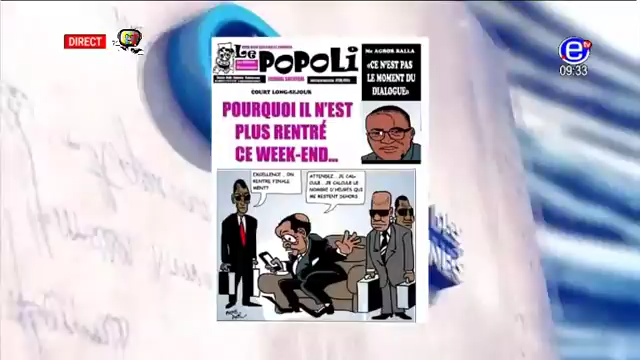 DIRECT
09:33
Le POPOLI
Me AGBOR BALLA
«CE N'EST PAS
LE MOMENT DU
DIALOGUE»
COURT LONG-SEJOUR
POURQUOI IL N'EST
PLUS RENTRÉ
CE WEEK-END...
EXCELLENCE... ON
RENTRE FINALE
MENT??
ATTENDEZ... JE CAL-
CULE.. JE CALCULE LE
NOMBRE D'HEURES QUI
ME RESTENT DEHORS